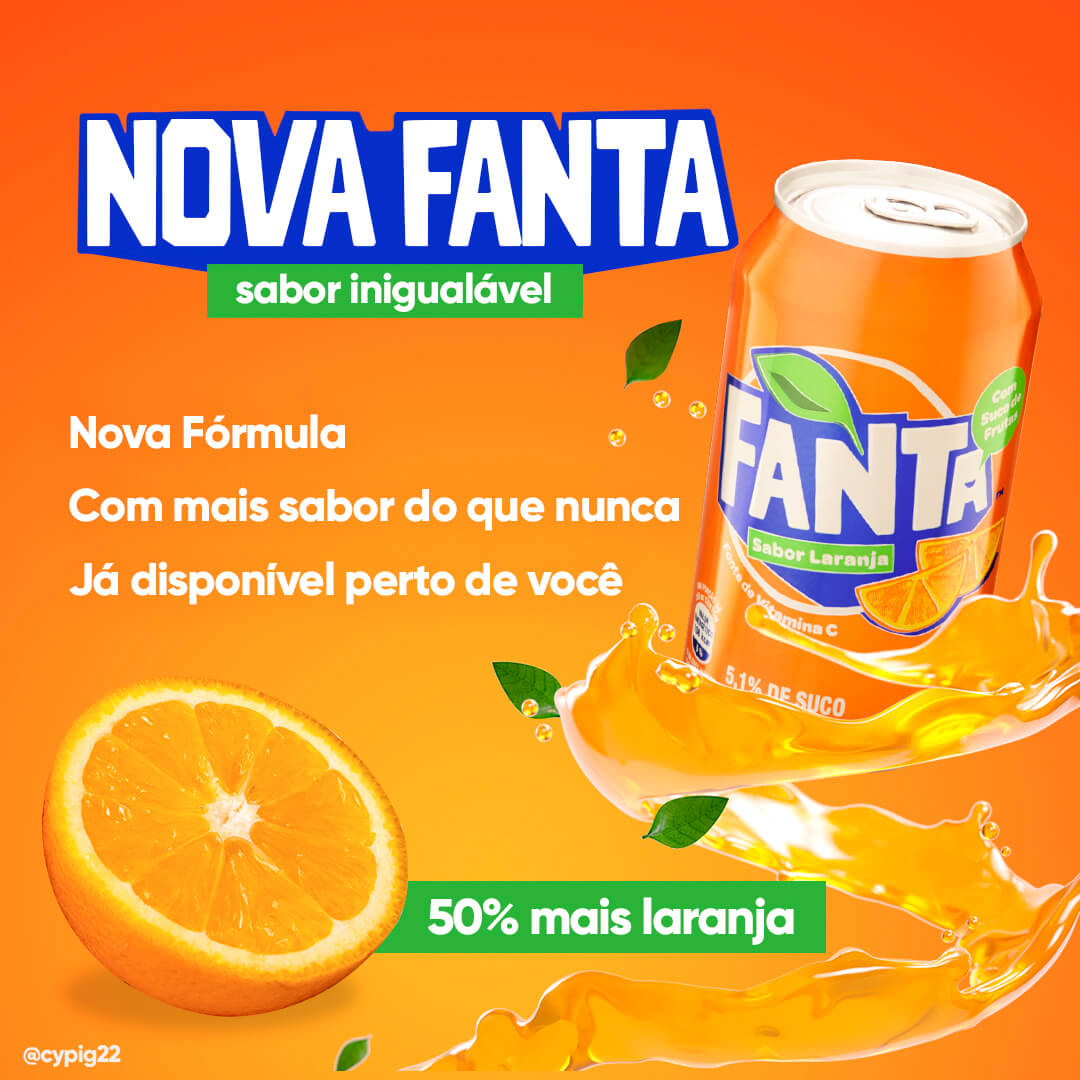 NOVA FANTA
sabor inigualável
Nova Fórmula
Com mais sabor do que nunca
Já disponível perto de você
Com
Suco de
Frutas
FANTA
TM
Sabor Laranja
Fonte de Vitamina C
5,1% DE SUCO
50% mais laranja
@cypig22